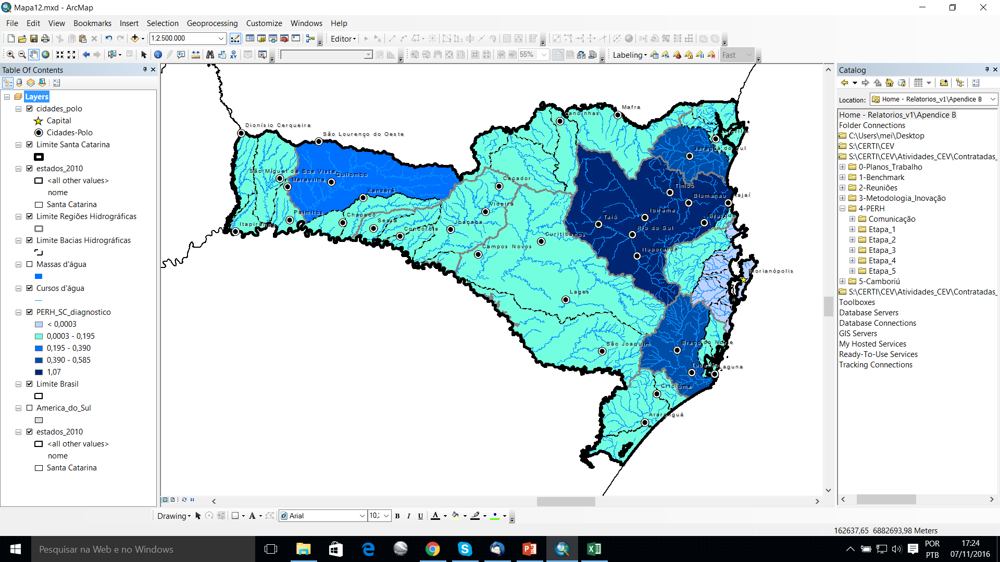 Mapa12.mxd - ArcMap
File Edit View Bookmarks Insert Selection Geoprocessing Customize Windows Help
1:2.500.000
Editor
55%
Labeling
Fast
Table Of Contents
Layers
cidades_polo
Capital
Cidades-Polo
Limite Santa Catarina
estados_2010
<all other values>
nome
Santa Catarina
Limite Regiões Hidrográficas
Limite Bacias Hidrográficas
Massas d'água
Cursos d'água
PERH_SC_diagnostico
< 0,0003
0,0003 - 0,195
0,195 - 0,390
0,390 - 0,585
1,07
Limite Brasil
America_do_Sul
estados_2010
<all other values>
nome
Santa Catarina
Mafra
Canoinhas
Dionísio Cerqueira
São Lourenço do Oeste
Jaraguá do Sul
São Miguel da Boa Vista
Quilombo
Maravilha
Caçador
Timbó
Xanxerê
Blumenau
Itajaí
Videira
Palmitos
Chapecó
Ibirama
Taió
Brusque
Seara
Joaçaba
Itapiranga
Concórdia
Rio do Sul
Curitibanos
Campos Novos
Ituporanga
Florianópolis
Lages
São Joaquim
Braço do Norte
Tubarão
Laguna
Criciuma
Araranguá
Catalog
Location: Home - Relatorios_v1\Apendice B
Home - Relatorios_v1\Apendice B
Folder Connections
C:\Users\mei\Desktop
S:\CERTI\CEV
S:\CERTI\CEV\Atividades_CEV\Contratadas_
0-Planos_Trabalho
1-Benchmark
2-Reuniões
3-Metodologia_Inovação
4-PERH
Comunicação
Etapa_1
Etapa_2
Etapa_3
Etapa_4
Etapa_5
5-Camboriú
S:\CERTI\CEV\Atividades_CEV\Contratadas_
Toolboxes
Database Servers
Database Connections
GIS Servers
My Hosted Services
Ready-To-Use Services
Tracking Connections
Drawing
A
Arial
10,
B I U A
162637,65 6882693,98 Meters
Pesquisar na Web e no Windows
POR
PTB
17:24
07/11/2016